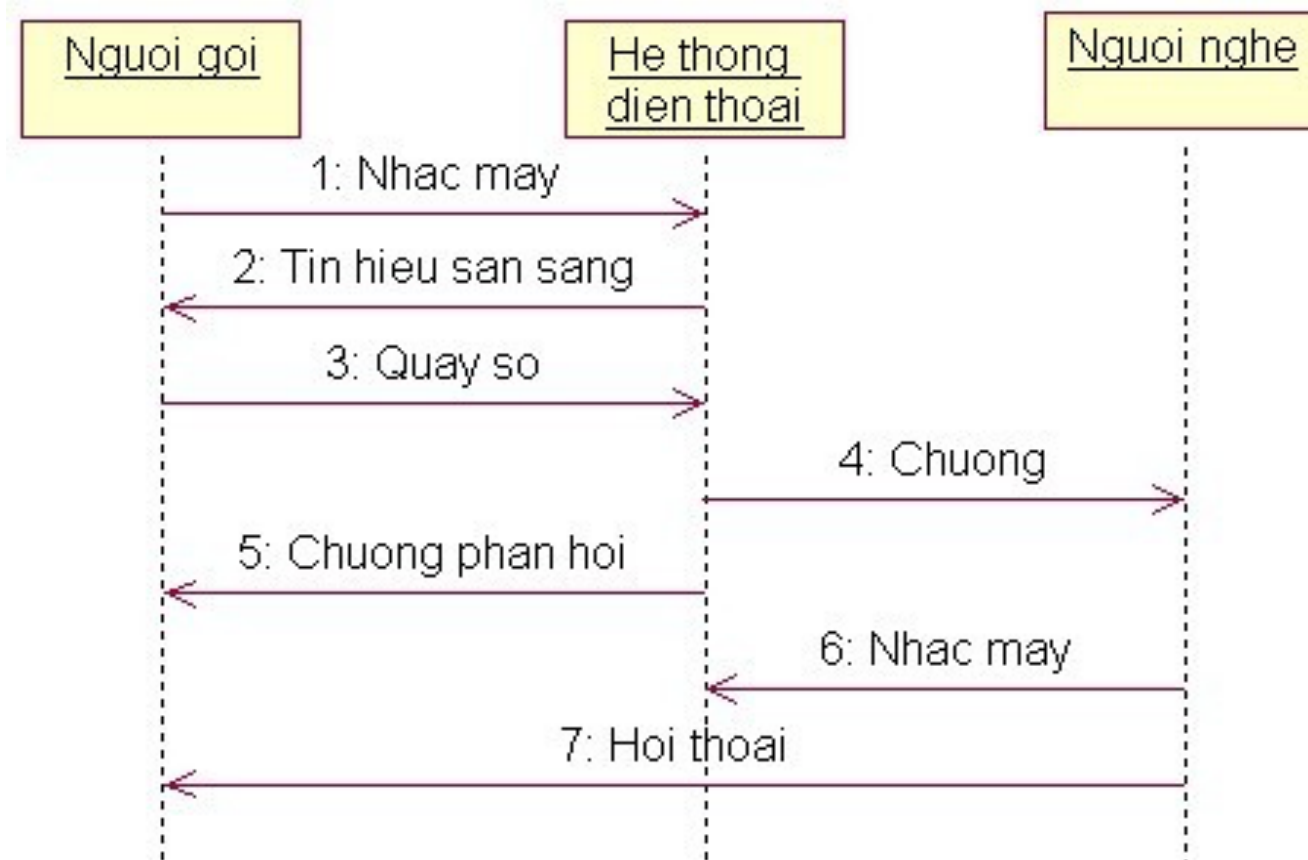 Nguoi goi
He thong
dien thoai
Nguoi nghe
1: Nhac may
2: Tin hieu san sang
3: Quay so
4: Chuong
5: Chuong phan hoi
6: Nhac may
7: Hoi thoai